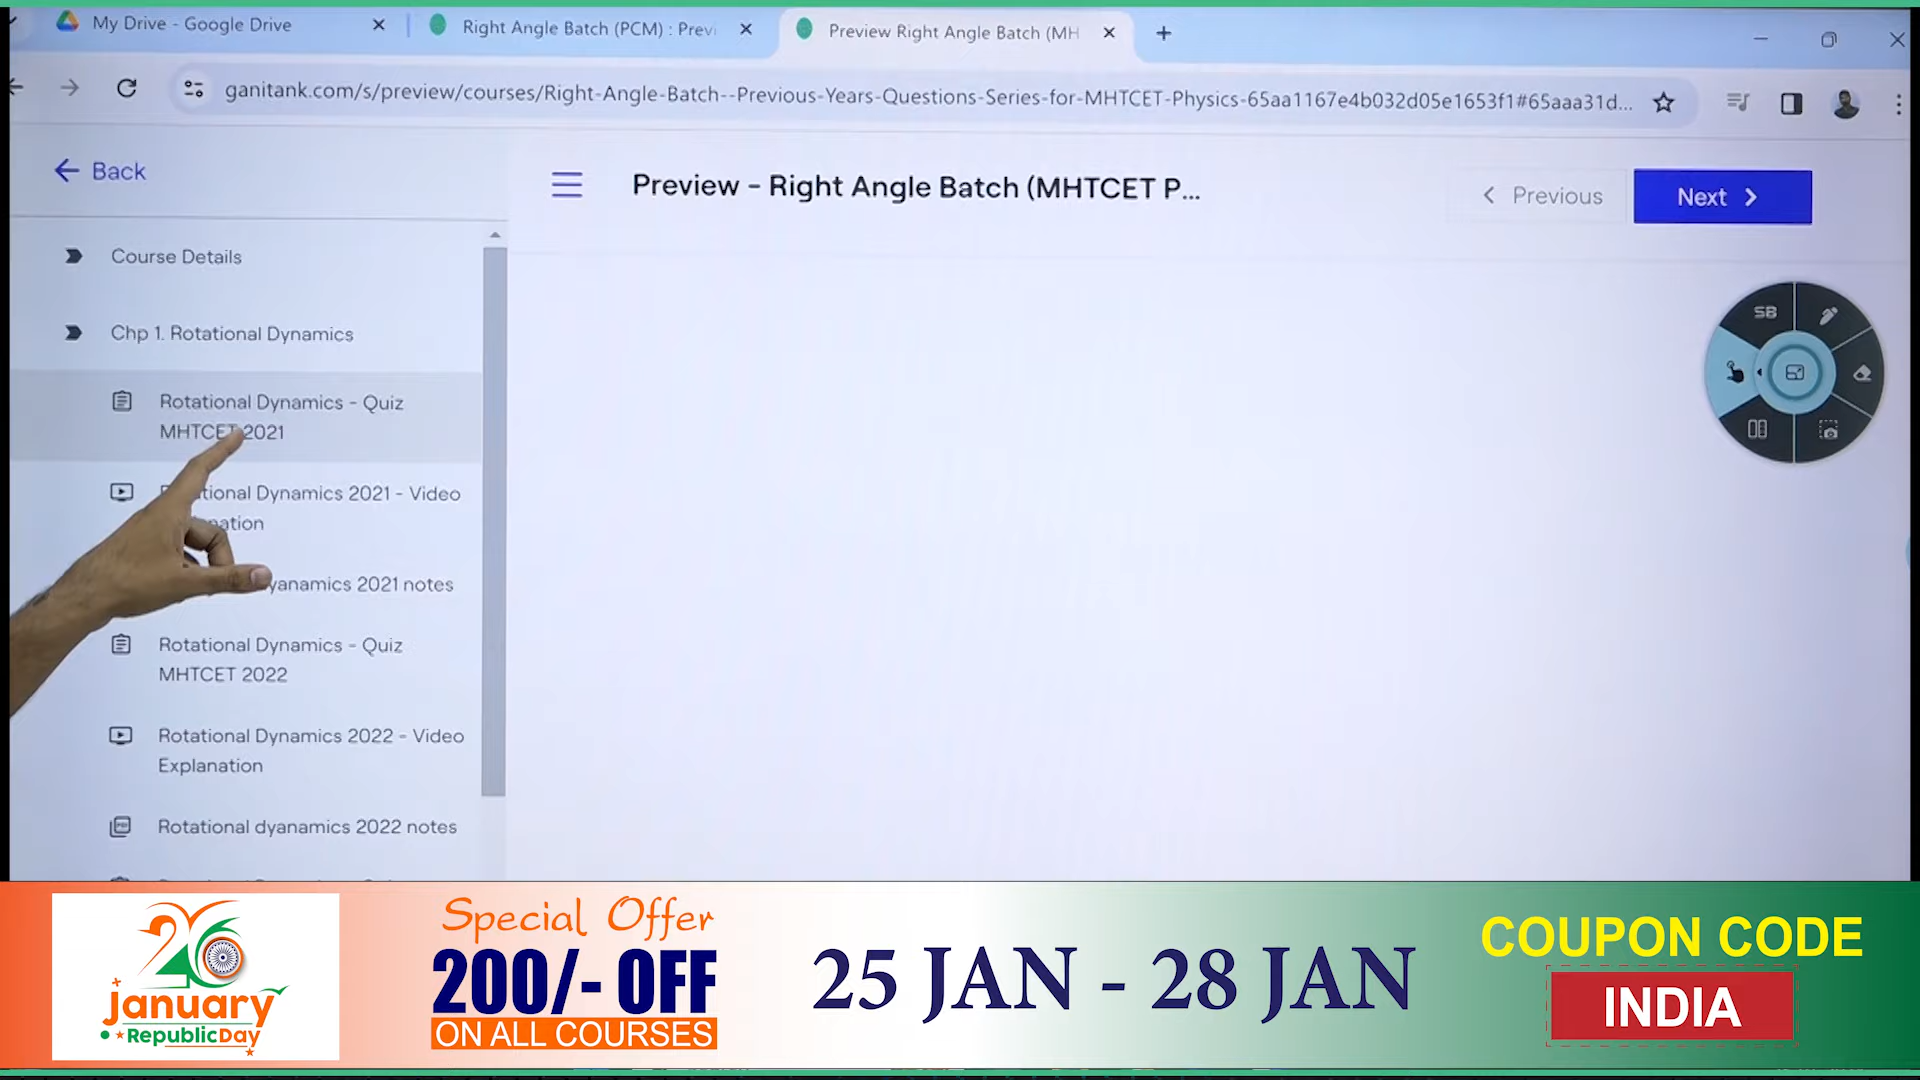 My Drive - Google Drive
Right Angle Batch (PCM) : Previ
Preview Right Angle Batch (MH
ganitank.com/s/preview/courses/Right-Angle-Batch--Previous-Years-Questions-Series-for-MHTCET-Physics-65aa1167e4b032d05e1653f1#65aaa31d...
Back
Preview - Right Angle Batch (MHTCET P...
Previous
Next
Course Details
SB
Chp 1. Rotational Dynamics
Rotational Dynamics - Quiz
MHTCET 2021
tional Dynamics 2021 - Video
nation
yanamics 2021 notes
Rotational Dynamics - Quiz
MHTCET 2022
Rotational Dynamics 2022 - Video
Explanation
Rotational dyanamics 2022 notes
26
january
Republic Day
Special Offer
200/- OFF
ON ALL COURSES
25 JAN - 28 JAN
COUPON CODE
INDIA